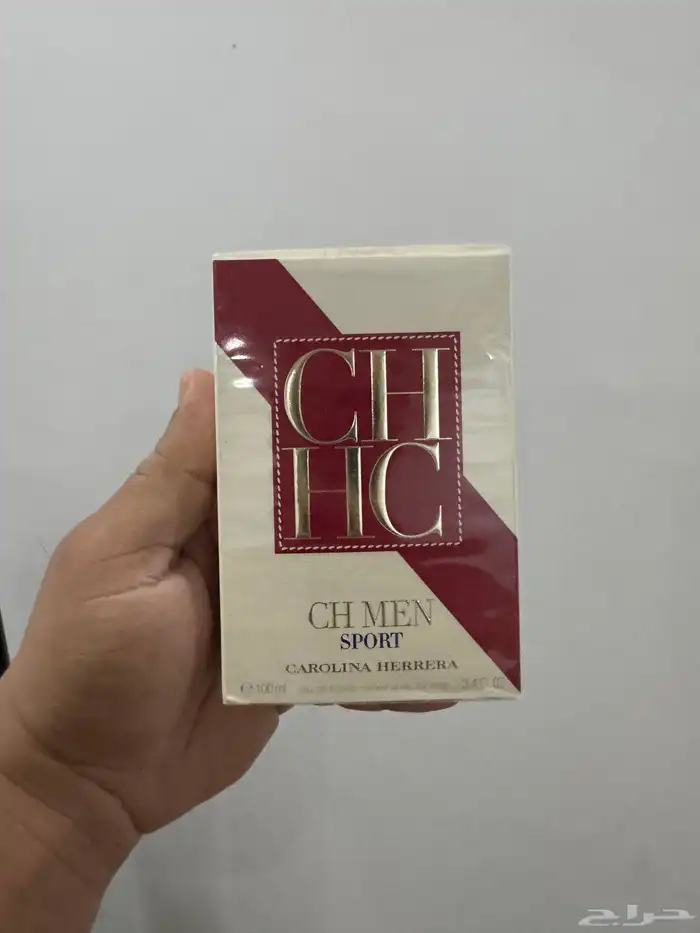 CH
HC
CH MEN
SPORT
CAROLINA HERRERA
℮ 100 ml
حراج